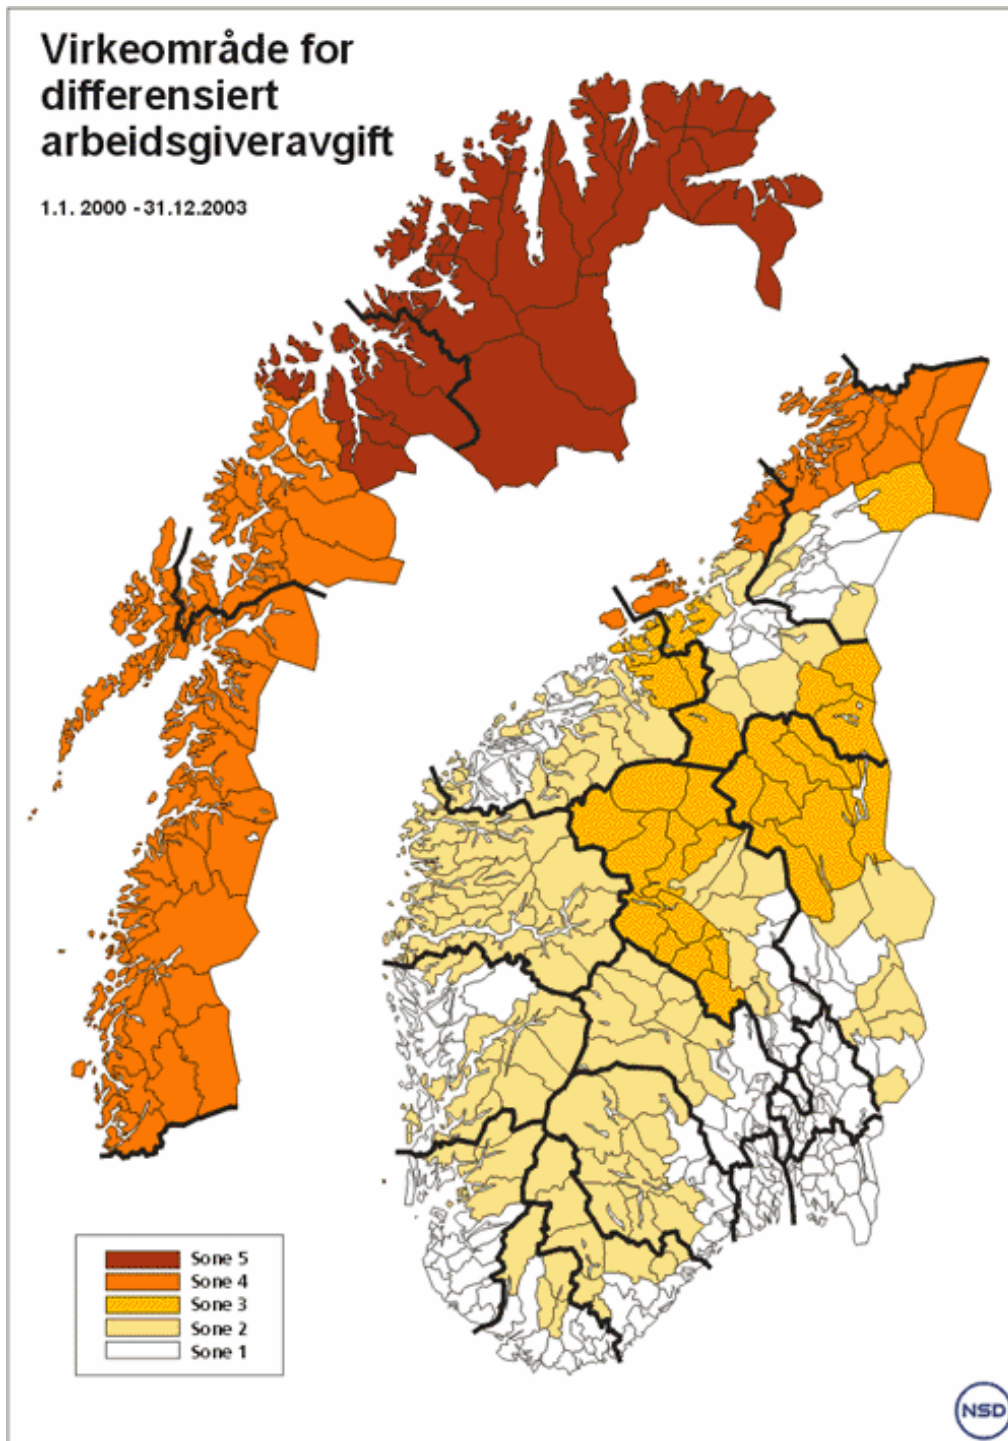 Virkeområde for
differensiert
arbeidsgiveravgift
1.1. 2000 -31.12.2003
Sone 5
Sone 4
Sone 3
Sone 2
Sone 1
NSD